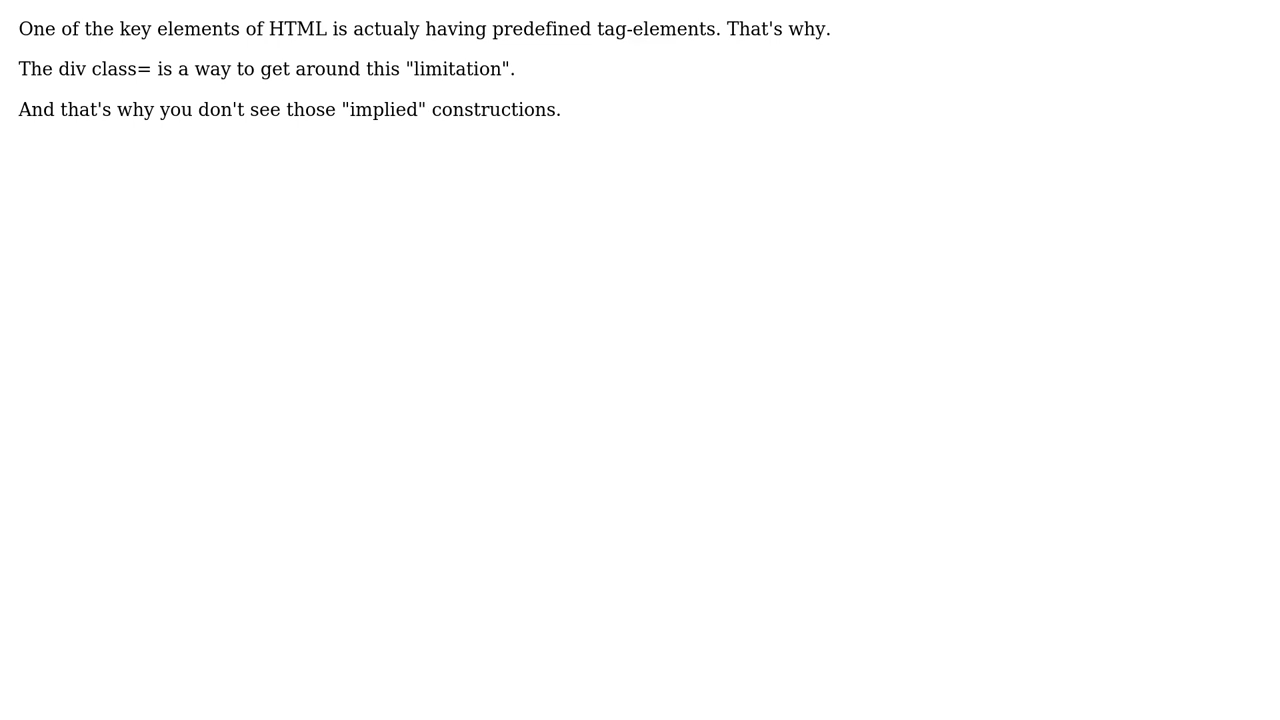 One of the key elements of HTML is actualy having predefined tag-elements. That's why.
The div class= is a way to get around this "limitation".
And that's why you don't see those "implied" constructions.